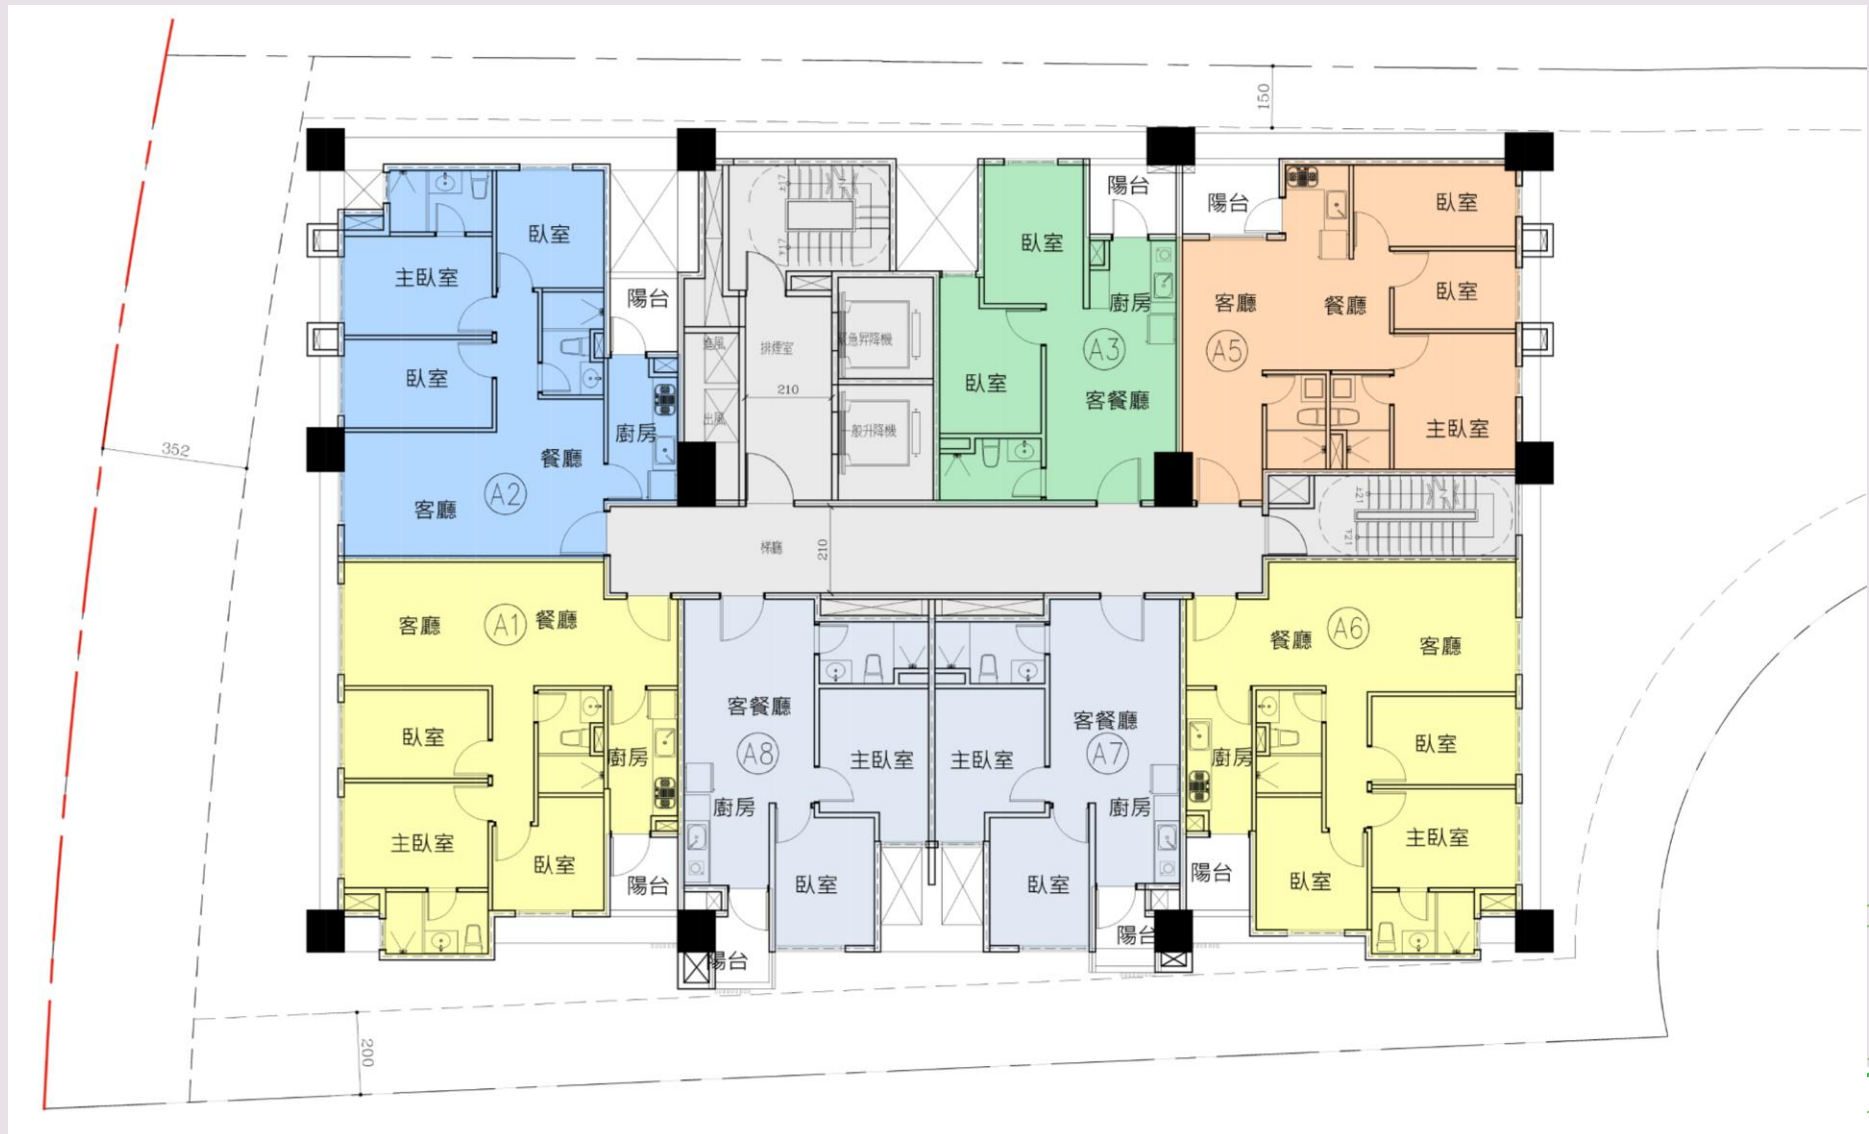 150
陽台
臥室
陽台
臥室
臥室
主臥室
陽台
臥室
客廳
餐廳
廚房
臥室
進風
排煙室
緊急昇降機
A3
A5
臥室
210
臥室
客餐廳
出風
一般升降機
主臥室
廚房
餐廳
352
A2
客廳
梯廳
210
客廳
A1
餐廳
餐廳
A6
客廳
客餐廳
客餐廳
臥室
臥室
廚房
A8
主臥室
主臥室
A7
廚房
廚房
廚房
主臥室
主臥室
臥室
陽台
臥室
臥室
陽台
臥室
陽台
陽台
200